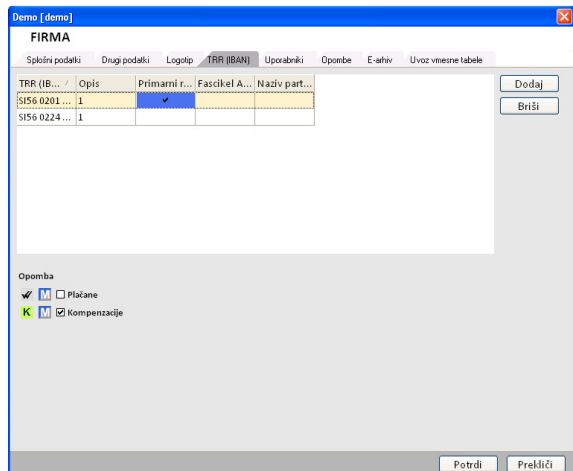 Demo [demo]
FIRMA
Splošni podatki Drugi podatki Logotip TRR (IBAN) Uporabniki Opombe E-arhiv Uvoz vmesne tabele
TRR (IB... Opis Primarni r... Fascikel A... Naziv part...
SI56 0201 ... 1
SI56 0224 ... 1
Dodaj
Briši
Opomba
M Plačane
K M Kompenzacije
Potrdi Prekliči